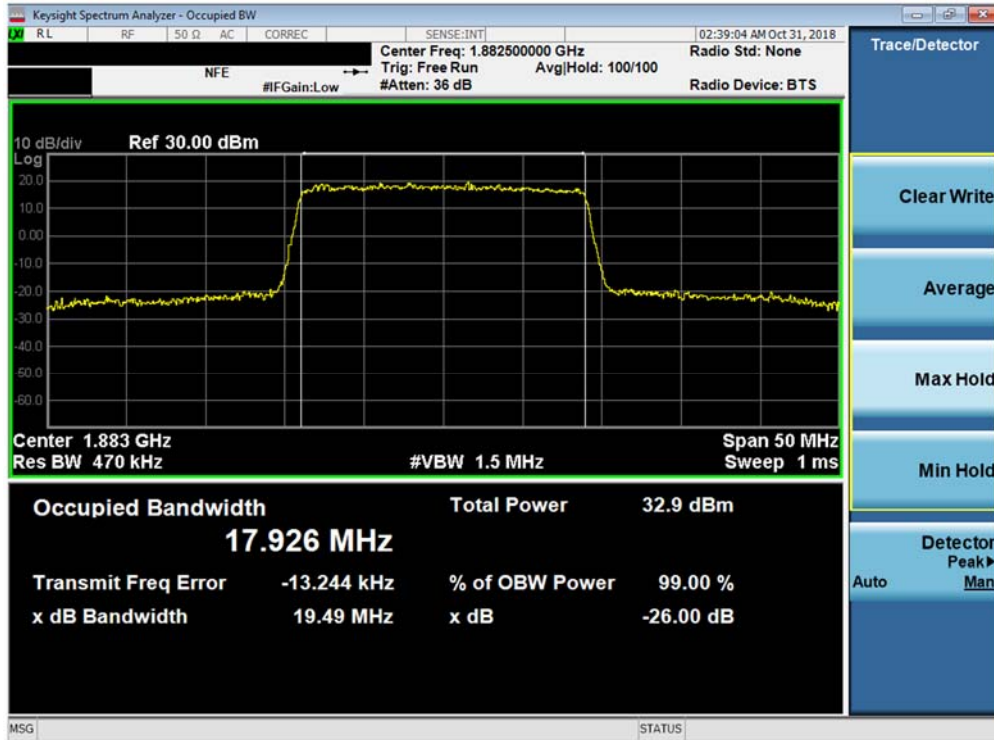 Keysight Spectrum Analyzer - Occupied BW
LXI RL RF 50 Ω AC CORREC SENSE:INT 02:39:04 AM Oct 31, 2018
Center Freq: 1.882500000 GHz Radio Std: None
NFE Trig: Free Run Avg|Hold: 100/100
#IFGain:Low #Atten: 36 dB Radio Device: BTS
10 dB/div Ref 30.00 dBm
Log
20.0
10.0
0.00
-10.0
-20.0
-30.0
-40.0
-50.0
-60.0
Center 1.883 GHz Span 50 MHz
Res BW 470 kHz #VBW 1.5 MHz Sweep 1 ms
Occupied Bandwidth Total Power 32.9 dBm
17.926 MHz
Transmit Freq Error -13.244 kHz % of OBW Power 99.00 %
x dB Bandwidth 19.49 MHz x dB -26.00 dB
MSG STATUS
Trace/Detector
Clear Write
Average
Max Hold
Min Hold
Detector
Peak▶
Auto Man